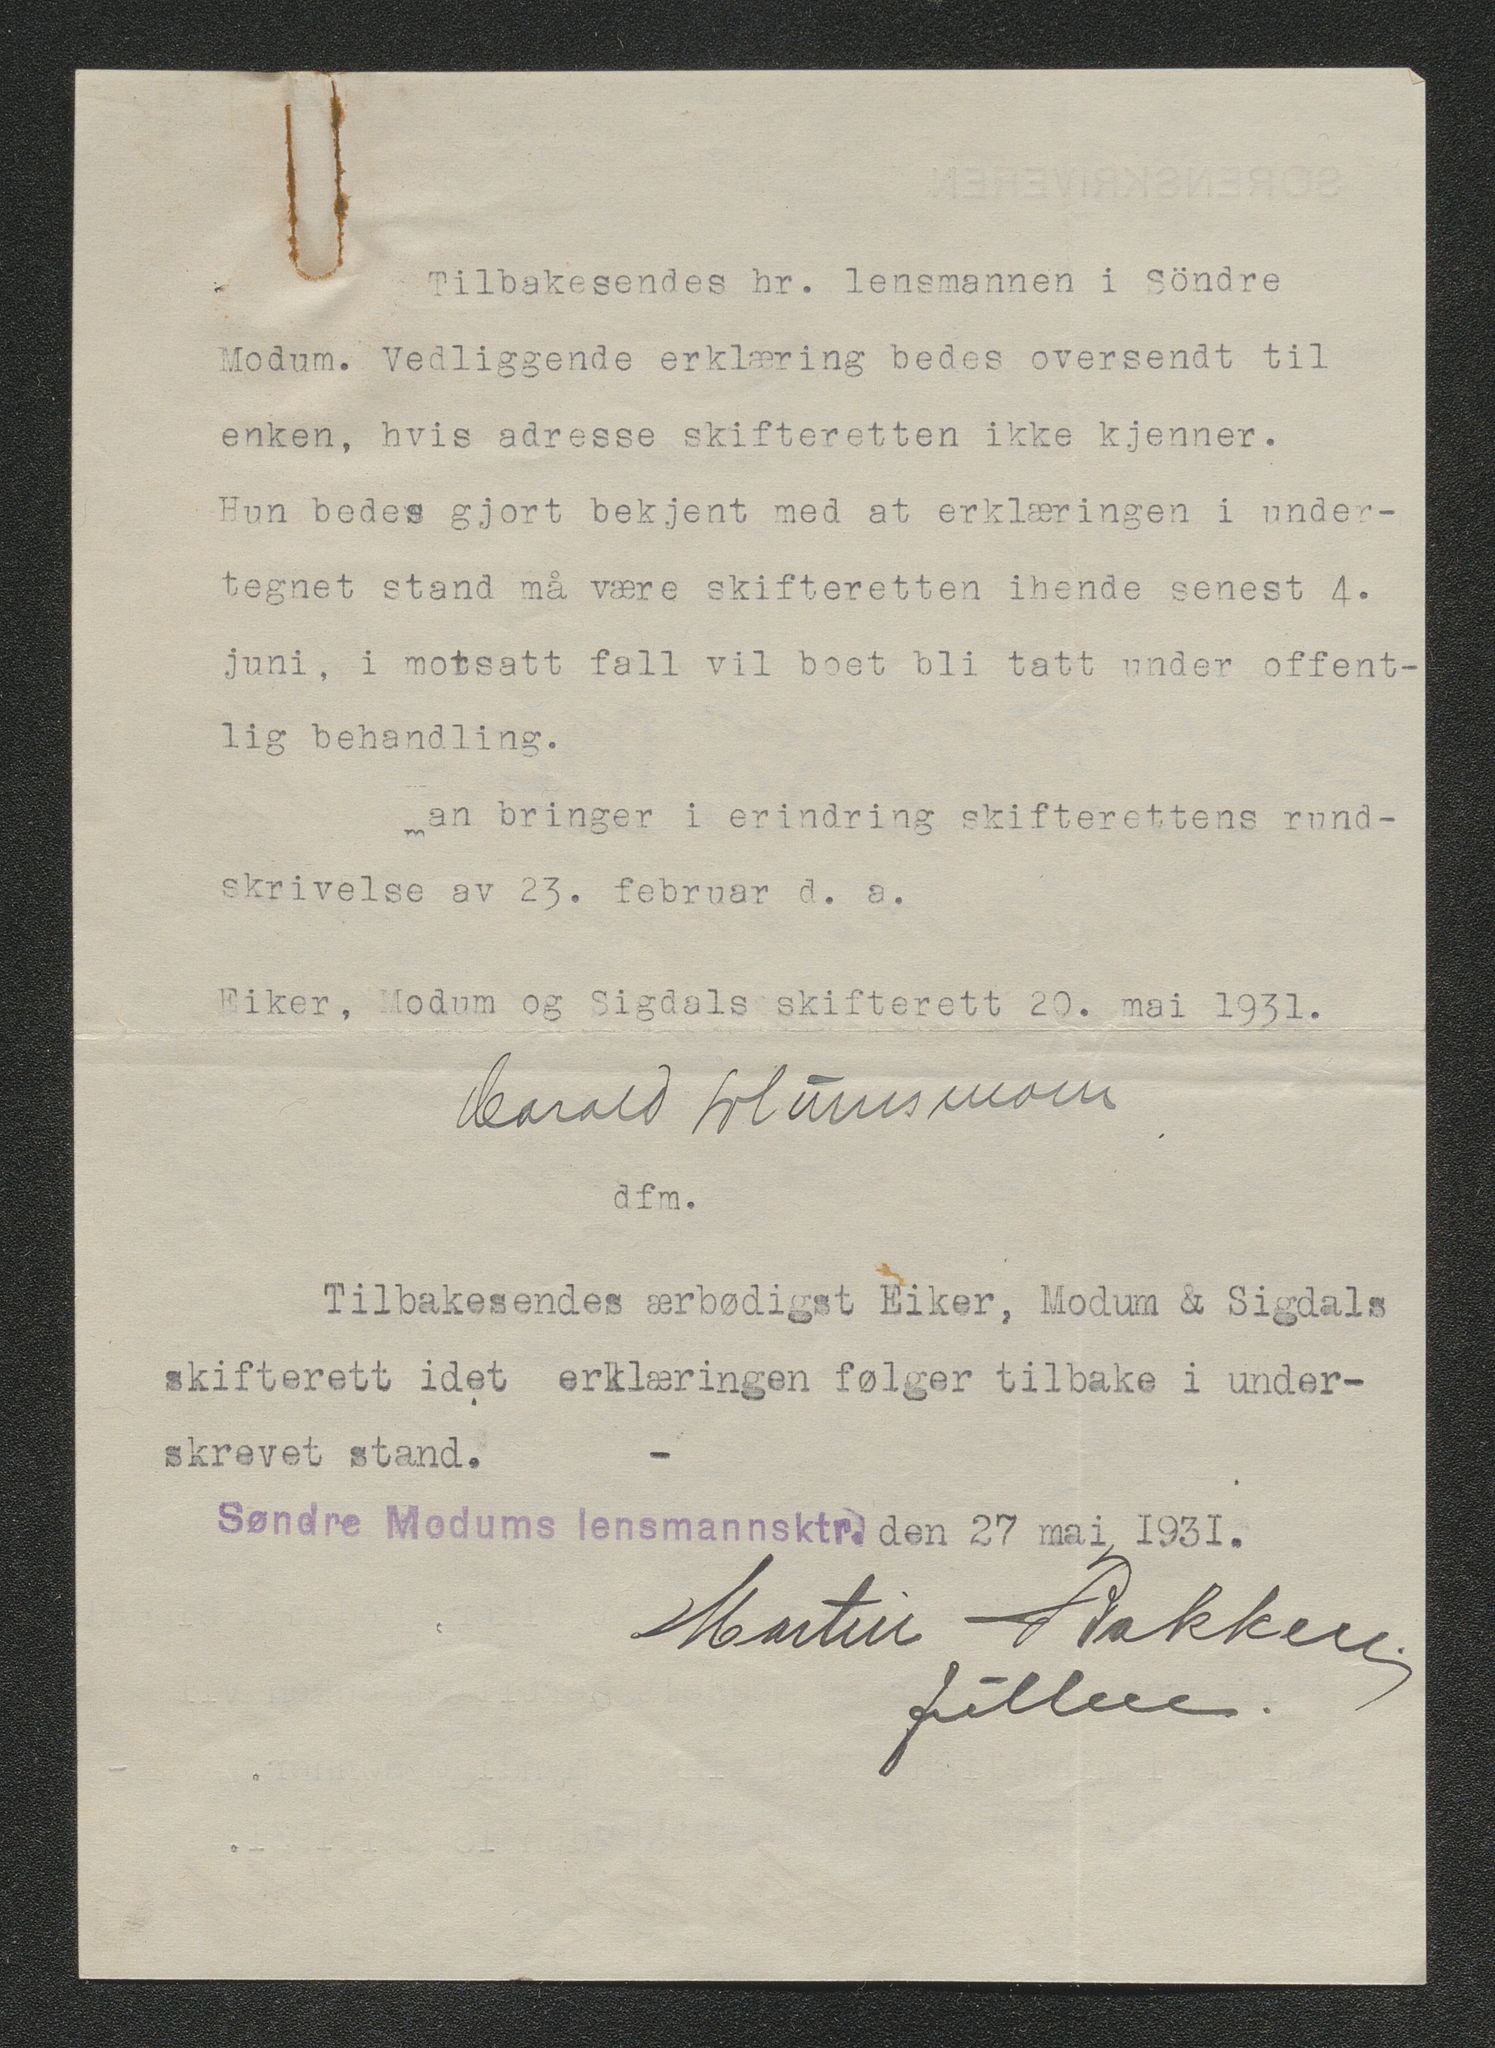 SORENSKRIVEREN
Tilbakesendes hr. lensmannen i Söndre
Modum. Vedliggende erklæring bedes oversendt til
enken, hvis adresse skifteretten ikke kjenner.
Hun bedes gjort bekjent med at erklæringen i under-
tegnet stand må være skifteretten ihende senest 4.
juni, i motsatt fall vil boet bli tatt under offent-
lig behandling.
man bringer i erindring skifterettens rund-
skrivelse av 23. februar d. a.
Eiker, Modum og Sigdals skifterett 20. mai 1931.
Harald
dfm.
Tilbakesendes ærbødigst Eiker, Modum & Sigdals
skifterett idet erklæringen følger tilbake i under-
skrevet stand. -
Søndre Modums lensmannsktr. den 27 mai 1931.
Martin Bakken
fullm.